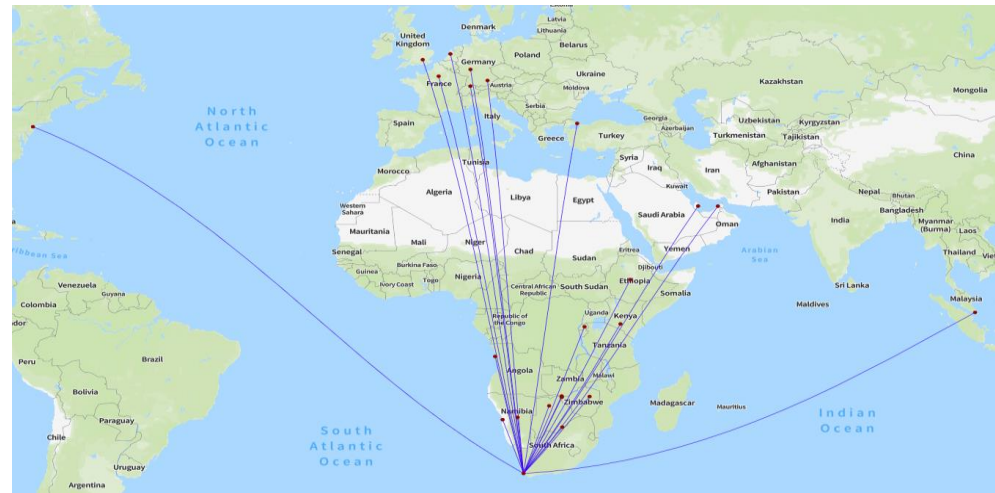 Latvia
Denmark
Lithuania
United
Kingdom
Belarus
Poland
Germany
Kazakhstan
Ukraine
France
Austria
Moldova
Mongolia
North
Atlantic
Ocean
Serbia
Italy
Spain
Georgia
Uzbekistan
Kyrgyzstan
Azerbaijan
Greece
Turkey
Turkmenistan
Tajikistan
Syria
Tunisia
China
Morocco
Iraq
Iran
Afghanistan
Kuwait
Pakistan
Nepal
Bhutan
Algeria
Libya
Egypt
Western
Sahara
Saudi Arabia
Bangladesh
India
Myanmar
(Burma)
Oman
Laos
Mauritania
Mali
Niger
Chad
Sudan
Eritrea
Yemen
Arabian
Sea
Thailand
Senegal
Burkina Faso
Guinea
Djibouti
Ivory Coast
Togo
Nigeria
Central African
Republic
South Sudan
Ethiopia
Somalia
Sri Lanka
Venezuela
Guyana
Colombia
Maldives
Malaysia
Uganda
Kenya
Republic of
the Congo
Tanzania
Peru
Brazil
Angola
Zambia
Malawi
Bolivia
Namibia
Zimbabwe
Madagascar
Mauritius
Indian
Ocean
Paraguay
Chile
South
Atlantic
Ocean
South Africa
Uruguay
Argentina